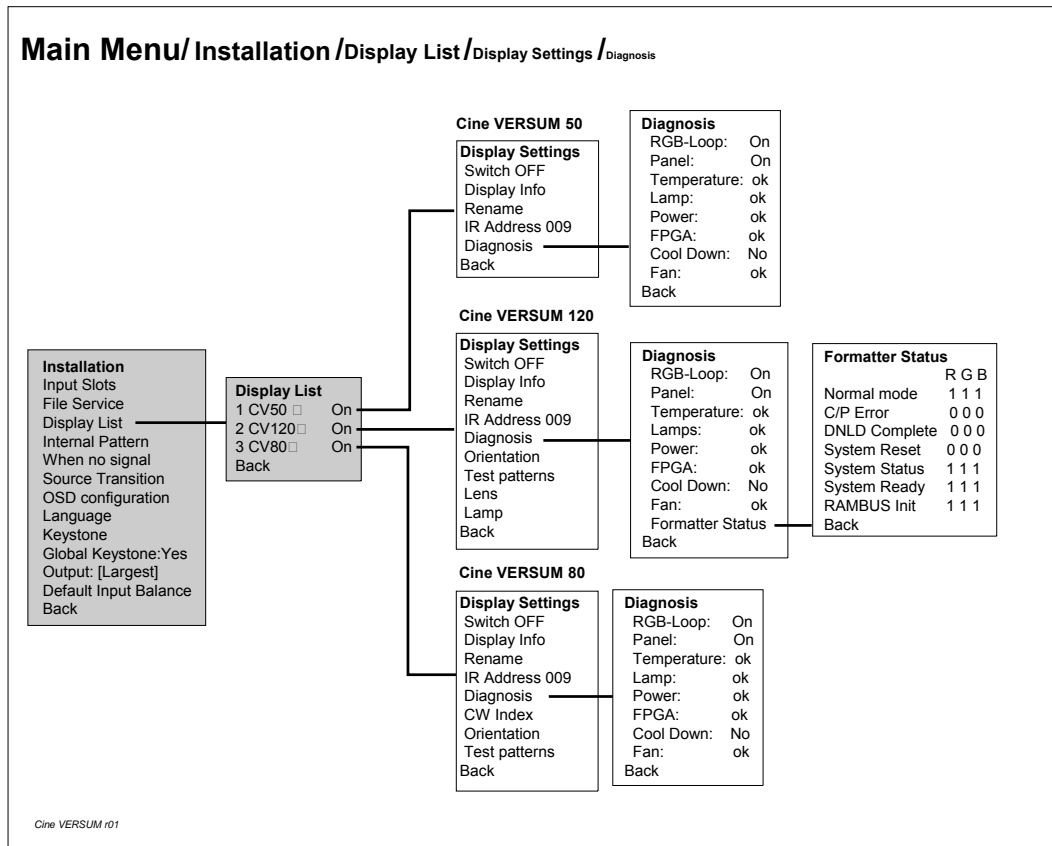 Main Menu/ Installation /Display List /Display Settings /Diagnosis
Cine VERSUM 50
Display Settings
Switch OFF
Display Info
Rename
IR Address 009
Diagnosis
Back
Diagnosis
RGB-Loop: On
Panel: On
Temperature: ok
Lamp: ok
Power: ok
FPGA: ok
Cool Down: No
Fan: ok
Back
Installation
Input Slots
File Service
Display List
Internal Pattern
When no signal
Source Transition
OSD configuration
Language
Keystone
Global Keystone:Yes
Output: [Largest]
Default Input Balance
Back
Display List
1 CV50 □ On
2 CV120□ On
3 CV80□ On
Back
Cine VERSUM 120
Display Settings
Switch OFF
Display Info
Rename
IR Address 009
Diagnosis
Orientation
Test patterns
Lens
Lamp
Back
Diagnosis
RGB-Loop: On
Panel: On
Temperature: ok
Lamps: ok
Power: ok
FPGA: ok
Cool Down: No
Fan: ok
Formatter Status
Back
Formatter Status
R G B
Normal mode 1 1 1
C/P Error 0 0 0
DNLD Complete 0 0 0
System Reset 0 0 0
System Status 1 1 1
System Ready 1 1 1
RAMBUS Init 1 1 1
Back
Cine VERSUM 80
Display Settings
Switch OFF
Display Info
Rename
IR Address 009
Diagnosis
CW Index
Orientation
Test patterns
Back
Diagnosis
RGB-Loop: On
Panel: On
Temperature: ok
Lamp: ok
Power: ok
FPGA: ok
Cool Down: No
Fan: ok
Back
Cine VERSUM r01